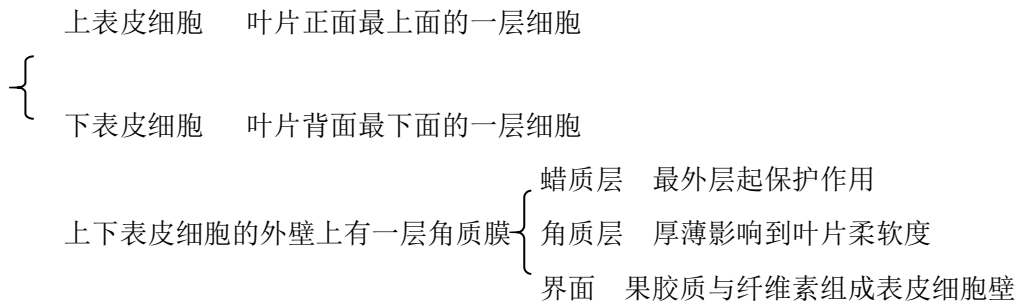 上表皮细胞 叶片正面最上面的一层细胞
下表皮细胞 叶片背面最下面的一层细胞
蜡质层 最外层起保护作用
上下表皮细胞的外壁上有一层角质膜 角质层 厚薄影响到叶片柔软度
界面 果胶质与纤维素组成表皮细胞壁